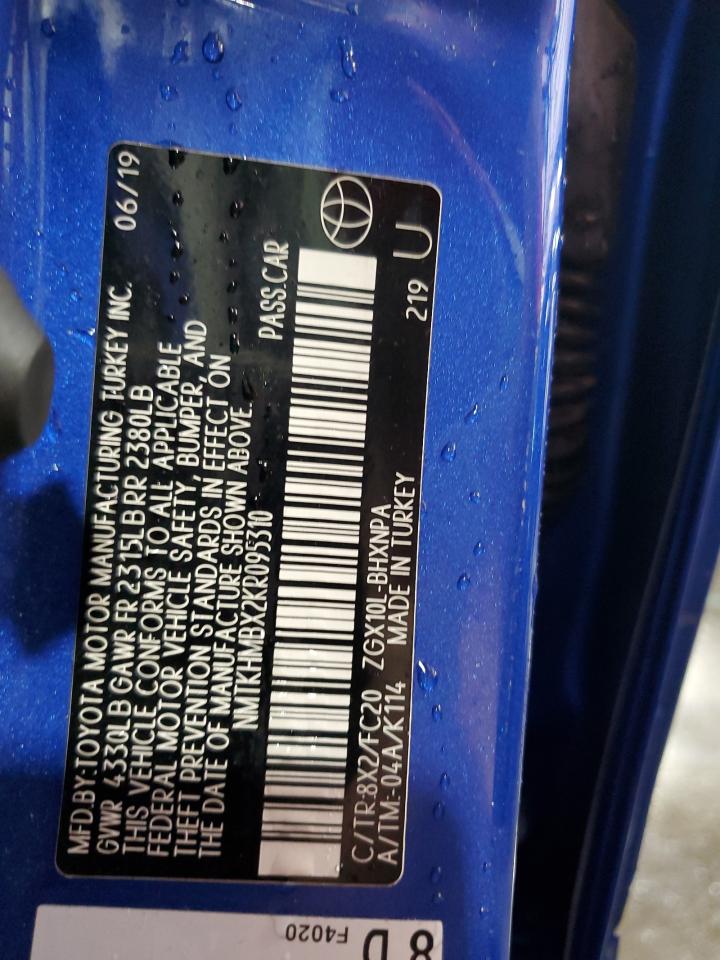 MFD.BY:TOYOTA MOTOR MANUFACTURING TURKEY INC. 06/19
GVWR 4330LB GAWR FR 2315LB RR 2380LB
THIS VEHICLE CONFORMS TO ALL APPLICABLE
FEDERAL MOTOR VEHICLE SAFETY, BUMPER, AND
THEFT PREVENTION STANDARDS IN EFFECT ON
THE DATE OF MANUFACTURE SHOWN ABOVE.
NMTKHMBX2KR095310 PASS.CAR
C/TR:8X2/FC20 ZGX10L-BHXNPA 219 U
A/TM:-04A/K114 MADE IN TURKEY
F4020
8D